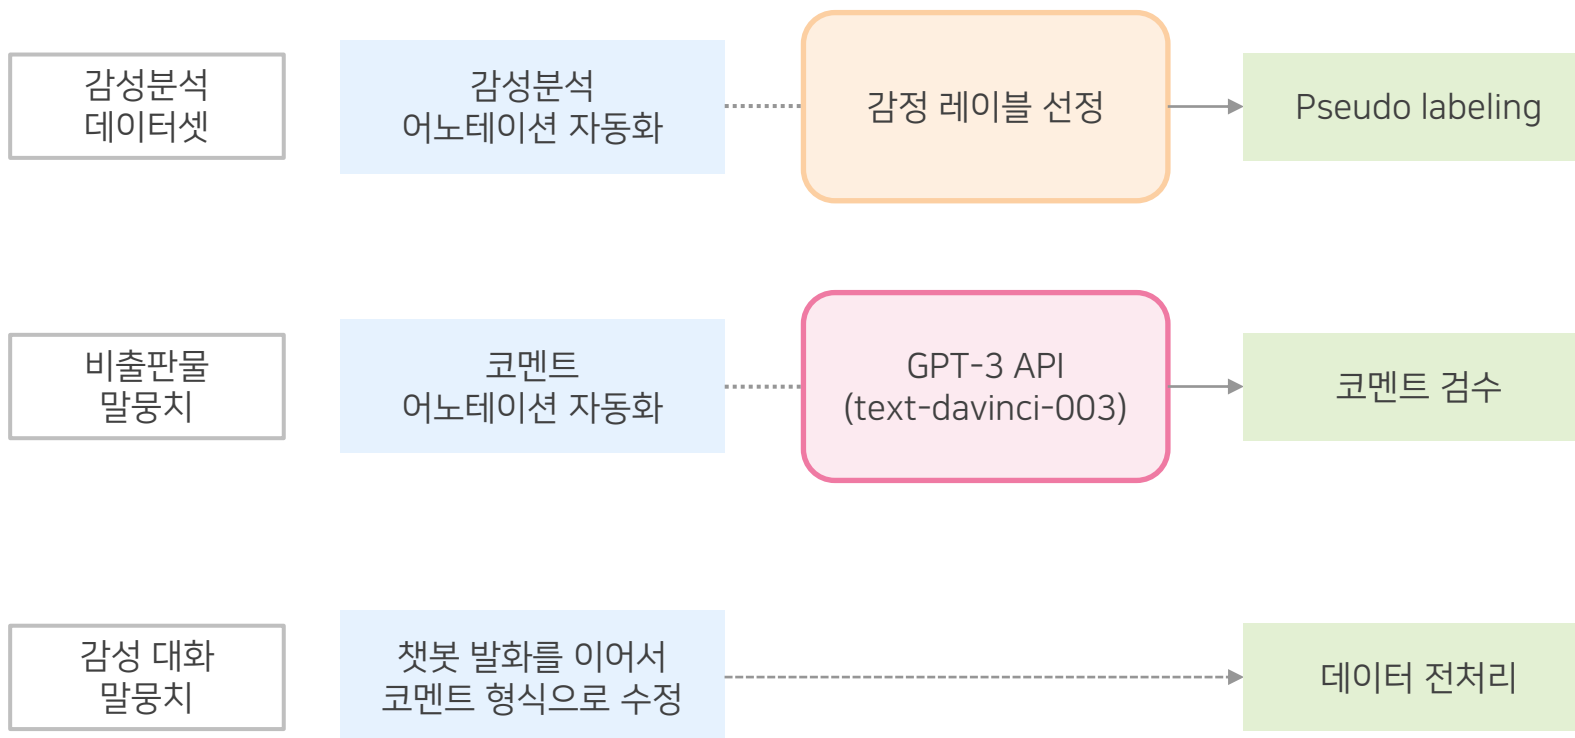 감성분석
데이터셋
감성분석
어노테이션 자동화
감정 레이블 선정
Pseudo labeling
비출판물
말뭉치
코멘트
어노테이션 자동화
GPT-3 API
(text-davinci-003)
코멘트 검수
감성 대화
말뭉치
챗봇 발화를 이어서
코멘트 형식으로 수정
데이터 전처리